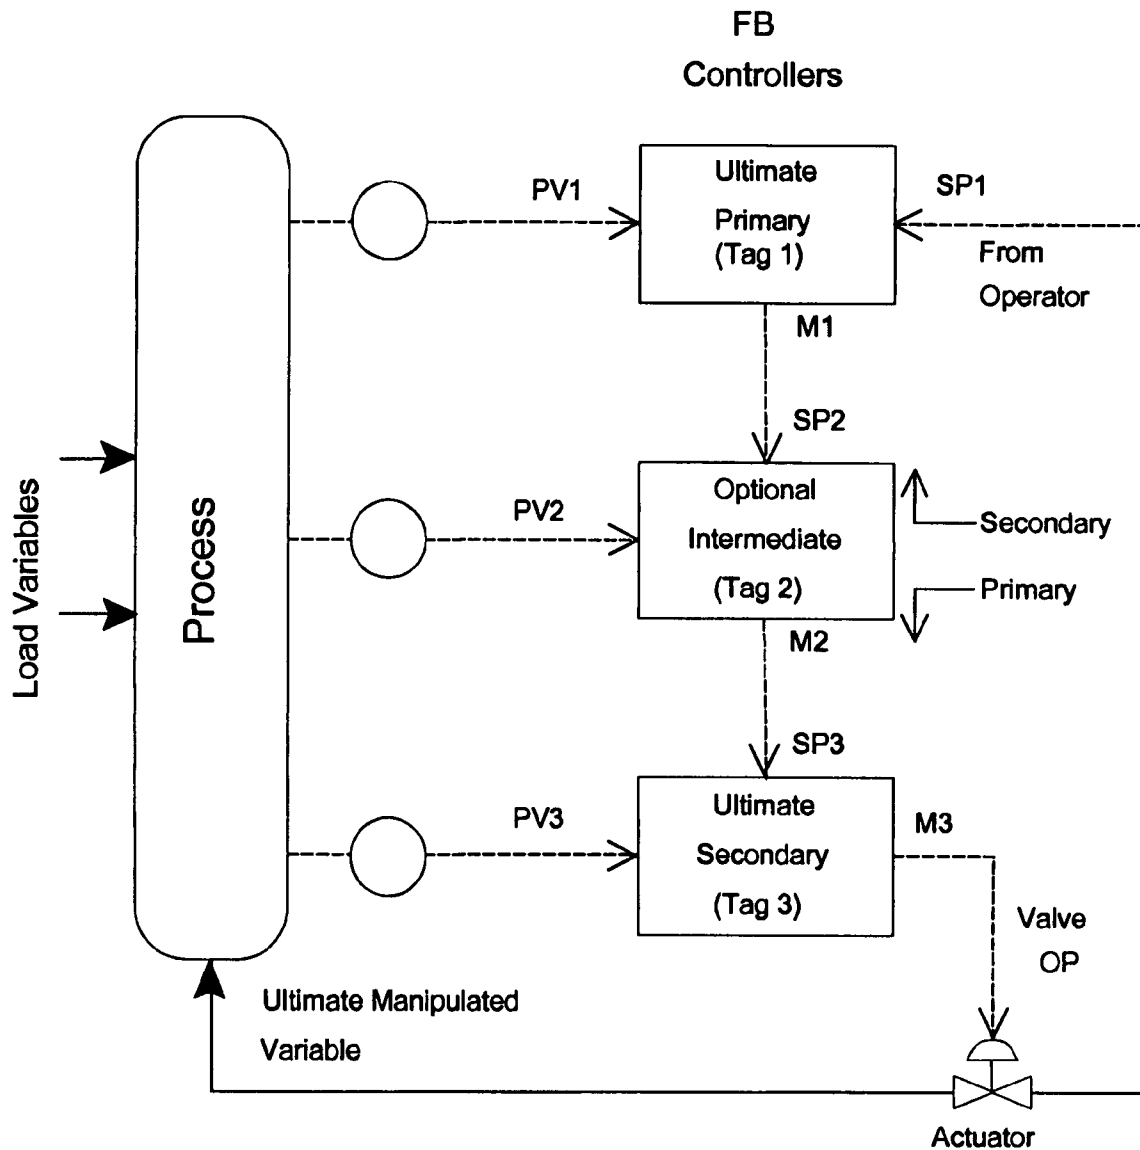 FB
Controllers
Ultimate
Primary
(Tag 1)
PV1
SP1
From
Operator
M1
SP2
Optional
Intermediate
(Tag 2)
PV2
Secondary
Primary
M2
SP3
Ultimate
Secondary
(Tag 3)
PV3
M3
Valve
OP
Load Variables
Process
Ultimate Manipulated
Variable
Actuator